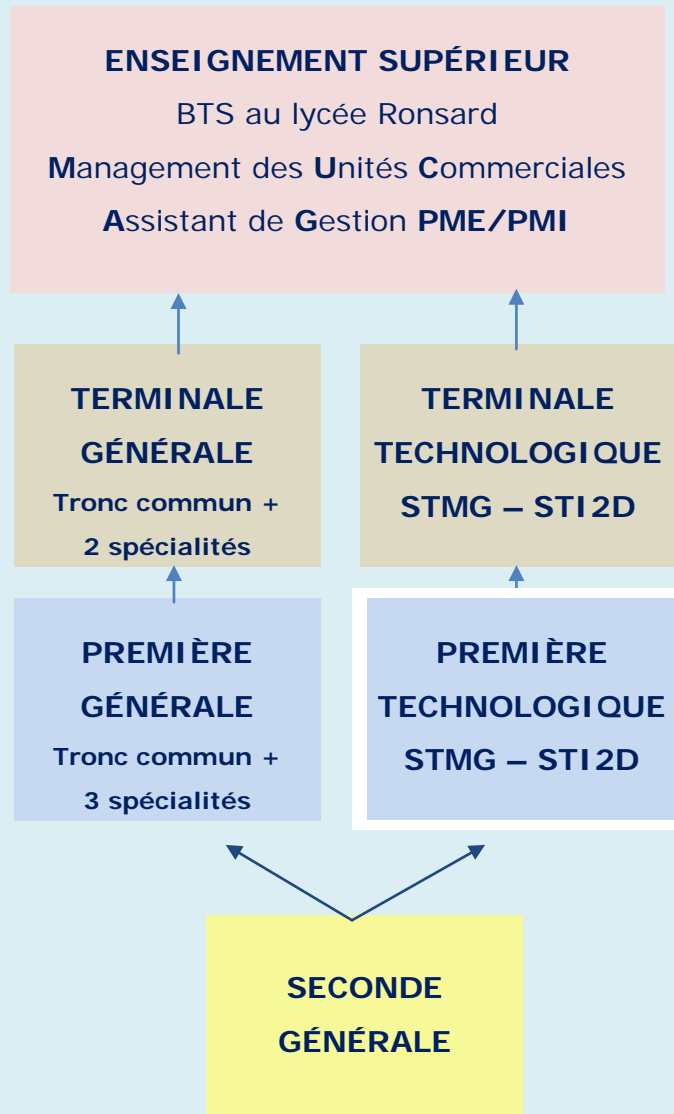 ENSEIGNEMENT SUPÉRIEUR
BTS au lycée Ronsard
Management des Unités Commerciales
Assistant de Gestion PME/PMI
TERMINALE
GÉNÉRALE
Tronc commun +
2 spécialités
TERMINALE
TECHNOLOGIQUE
STMG – STI2D
PREMIÈRE
GÉNÉRALE
Tronc commun +
3 spécialités
PREMIÈRE
TECHNOLOGIQUE
STMG – STI2D
SECONDE
GÉNÉRALE